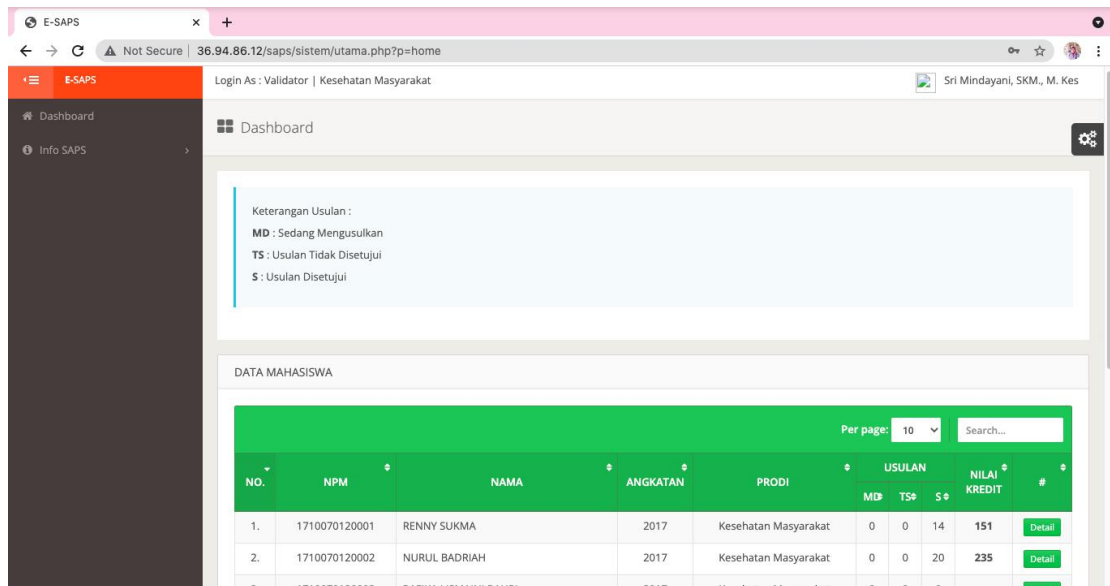 E-SAPS
Not Secure | 36.94.86.12/saps/sistem/utama.php?p=home
E-SAPS
Login As : Validator | Kesehatan Masyarakat
Sri Mindayani, SKM., M. Kes
Dashboard
Info SAPS
Dashboard
Keterangan Usulan :
MD : Sedang Mengusulkan
TS : Usulan Tidak Disetujui
S : Usulan Disetujui
DATA MAHASISWA
Per page: 10 Search...
NO. NPM NAMA ANGKATAN PRODI USULAN NILAI KREDIT #
MD TS S
1. 1710070120001 RENNY SUKMA 2017 Kesehatan Masyarakat 0 0 14 151 Detail
2. 1710070120002 NURUL BADRIAH 2017 Kesehatan Masyarakat 0 0 20 235 Detail